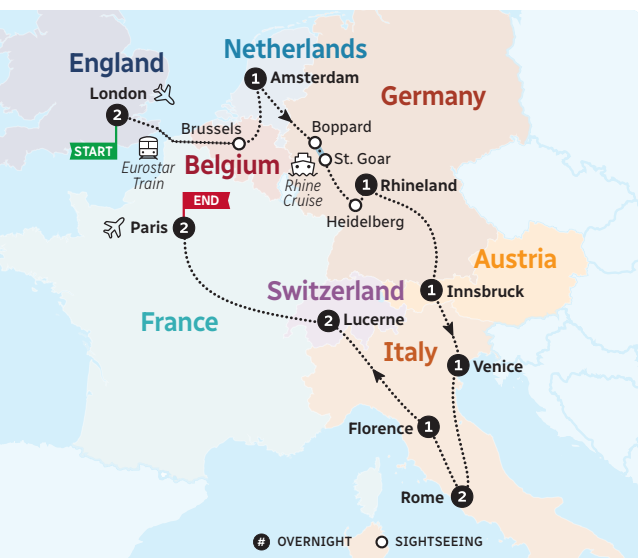 Netherlands
England
1 Amsterdam
London
Germany
2
Brussels
Boppard
START
Eurostar
Train
Belgium
St. Goar
Rhine
Cruise
1 Rhineland
END
Heidelberg
Paris 2
Austria
Switzerland
1 Innsbruck
France
2 Lucerne
Italy
1 Venice
Florence 1
Rome 2
# OVERNIGHT
SIGHTSEEING